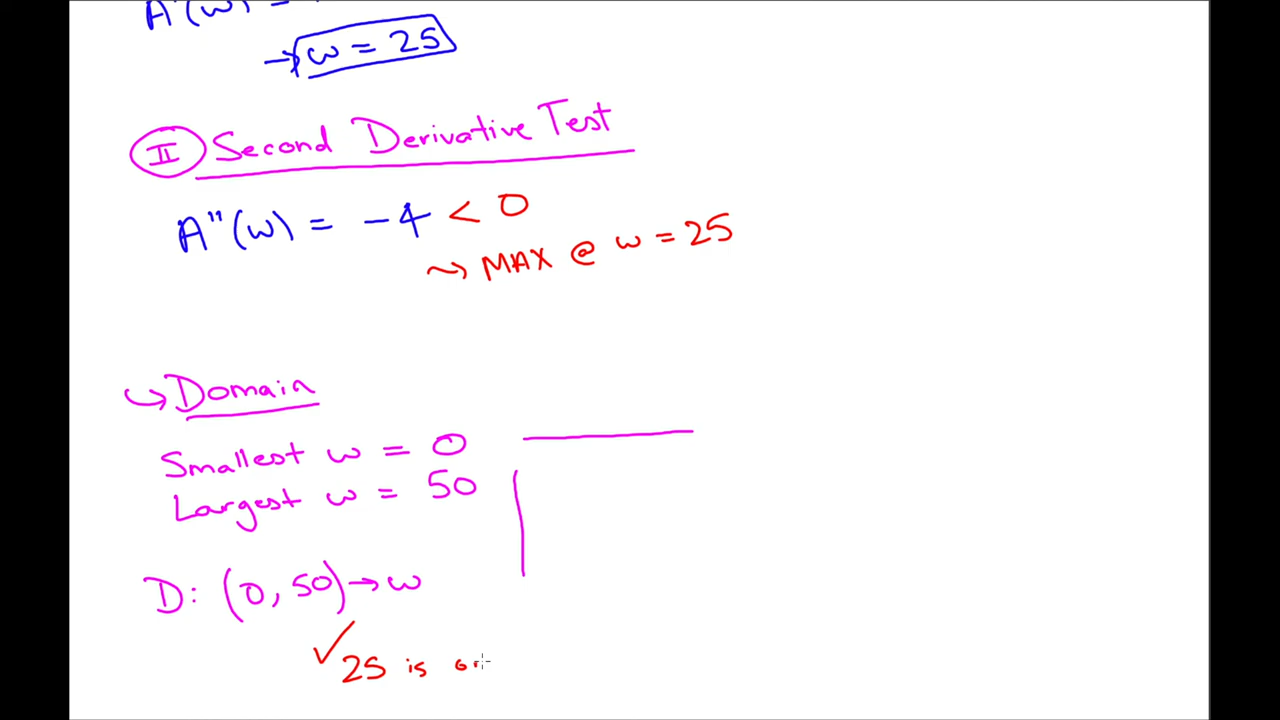 A'(w) =
→ w = 25
II Second Derivative Test
A''(w) = -4 < 0
⤳ MAX @ w = 25
↪ Domain
Smallest w = 0
Largest w = 50
D: (0, 50) → w
✓ 25 is